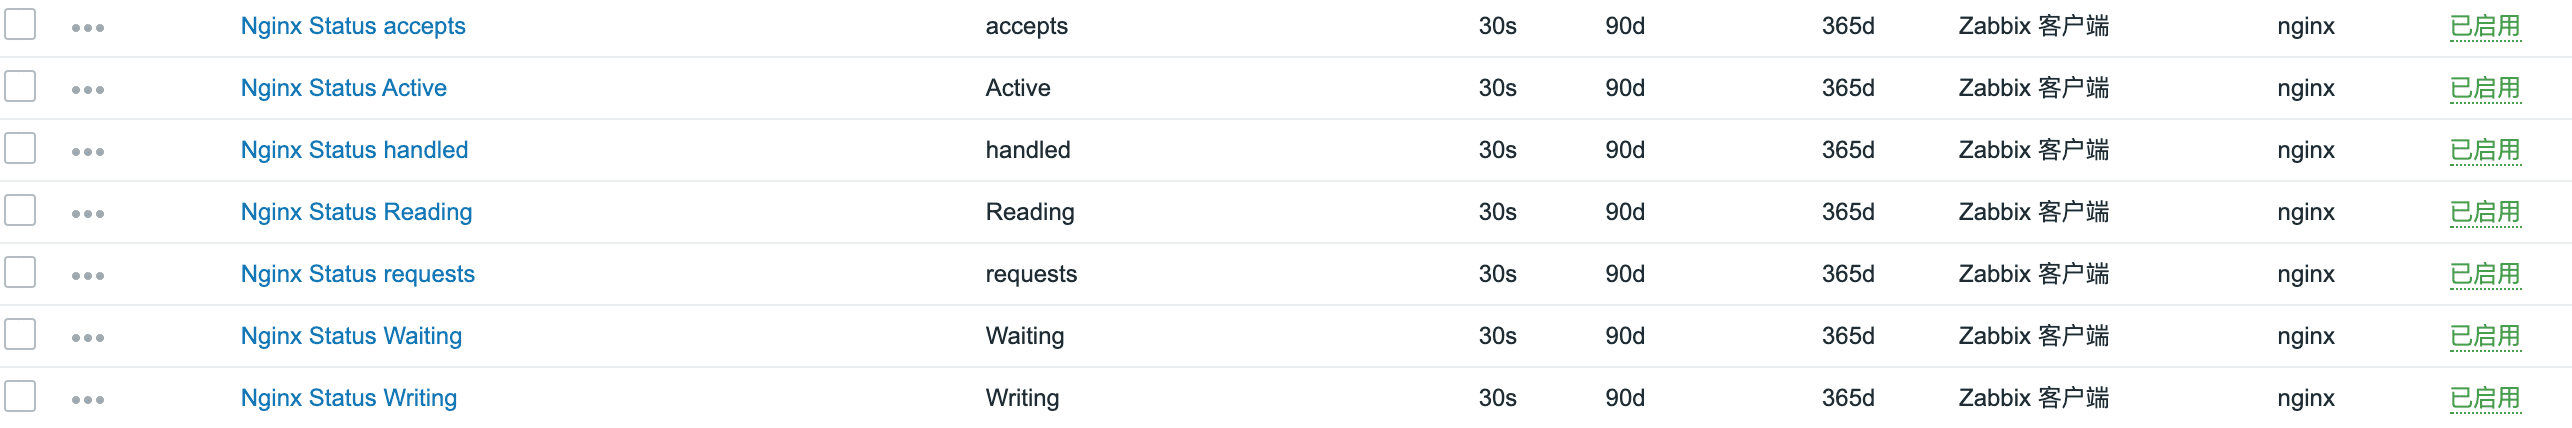 Nginx Status accepts accepts 30s 90d 365d Zabbix 客户端 nginx 已启用
Nginx Status Active Active 30s 90d 365d Zabbix 客户端 nginx 已启用
Nginx Status handled handled 30s 90d 365d Zabbix 客户端 nginx 已启用
Nginx Status Reading Reading 30s 90d 365d Zabbix 客户端 nginx 已启用
Nginx Status requests requests 30s 90d 365d Zabbix 客户端 nginx 已启用
Nginx Status Waiting Waiting 30s 90d 365d Zabbix 客户端 nginx 已启用
Nginx Status Writing Writing 30s 90d 365d Zabbix 客户端 nginx 已启用